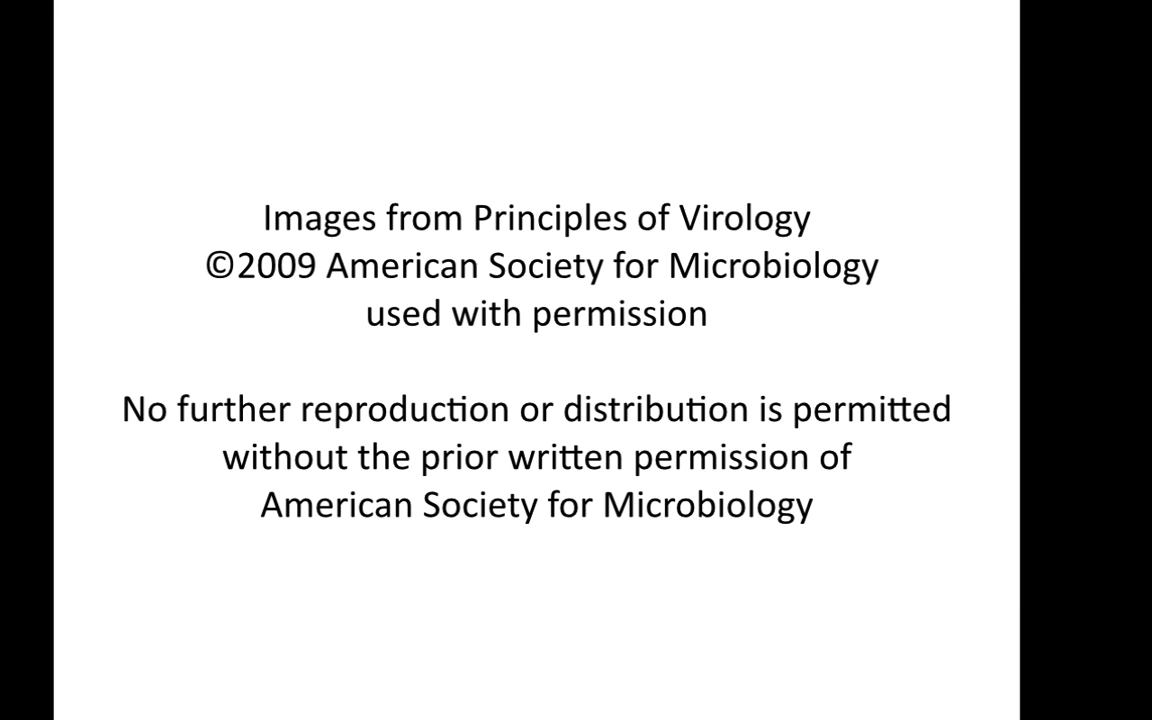 Images from Principles of Virology
©2009 American Society for Microbiology
used with permission
No further reproduction or distribution is permitted
without the prior written permission of
American Society for Microbiology